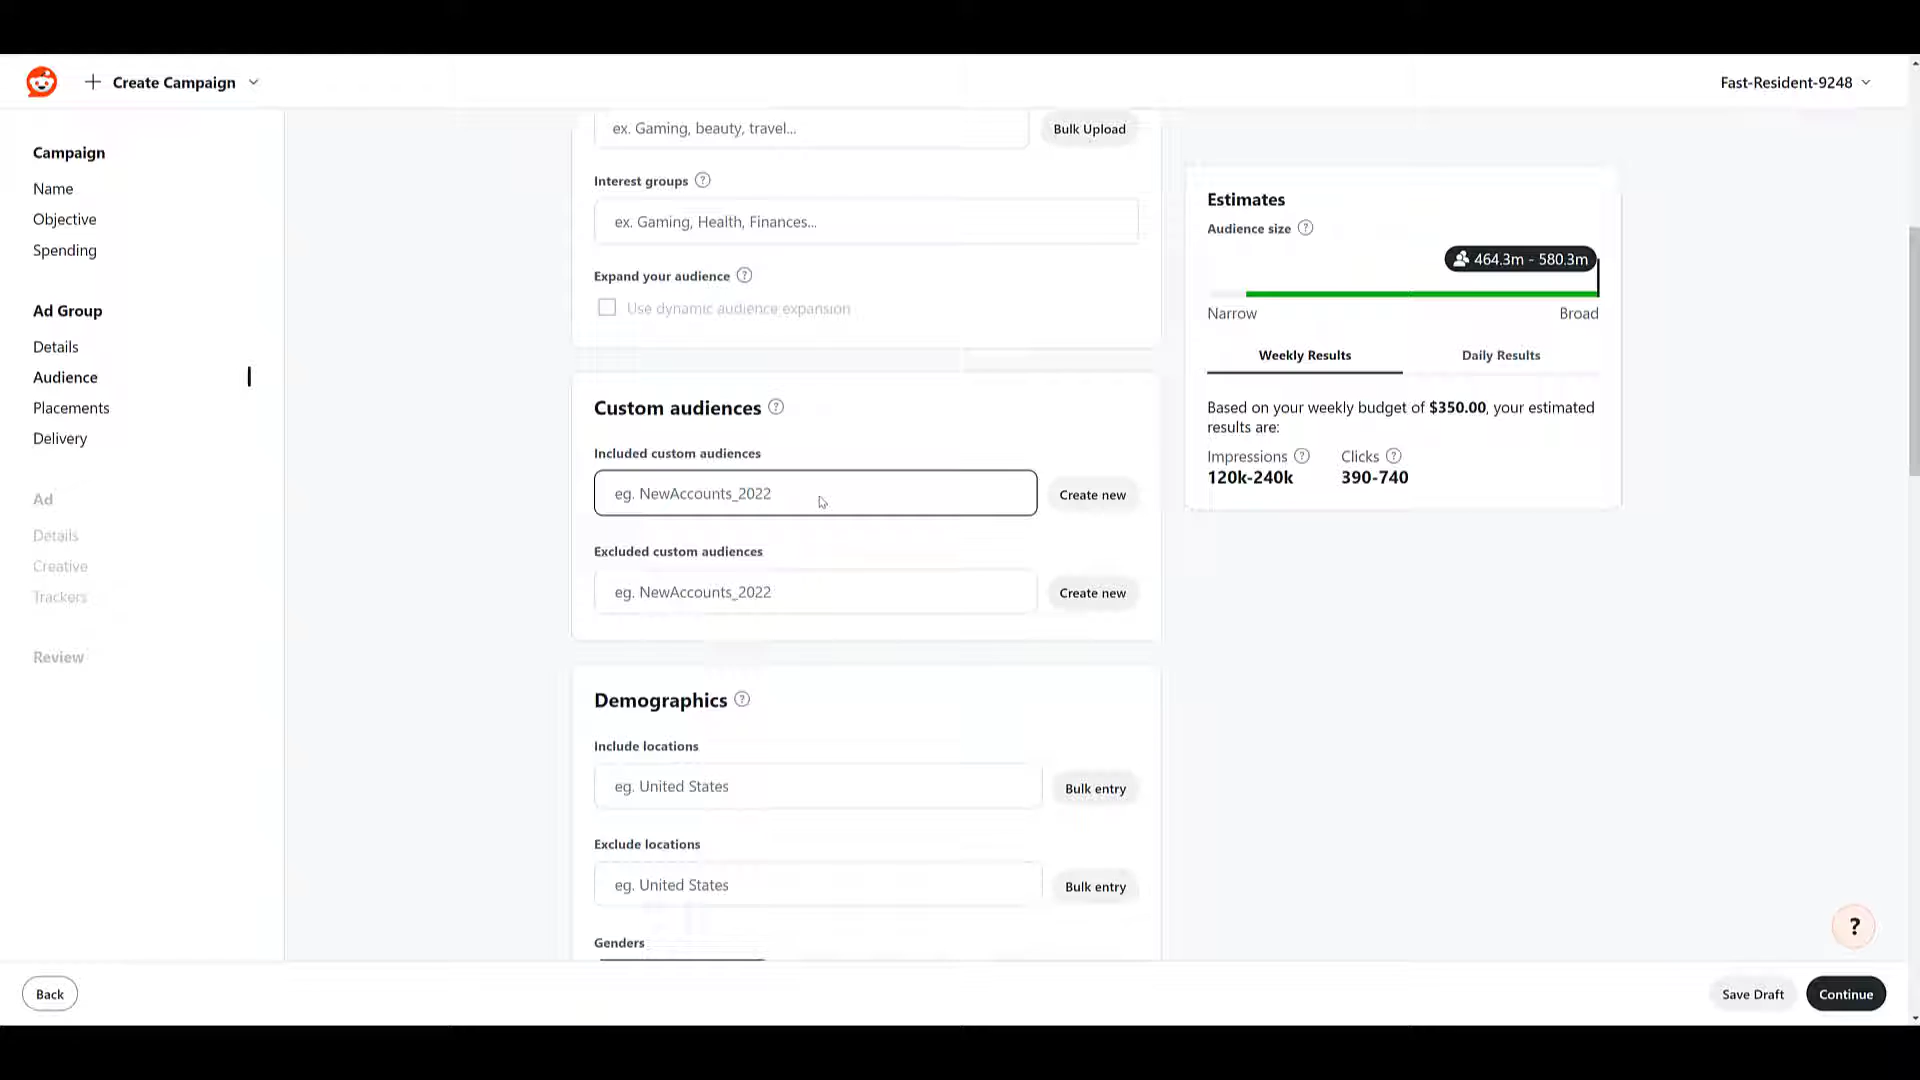 Create Campaign
Fast-Resident-9248
Campaign
Name
Objective
Spending
Ad Group
Details
Audience
Placements
Delivery
Ad
Details
Creative
Trackers
Review
ex. Gaming, beauty, travel...
Bulk Upload
Interest groups ?
ex. Gaming, Health, Finances...
Expand your audience ?
Use dynamic audience expansion
Custom audiences ?
Included custom audiences
eg. NewAccounts_2022
Create new
Excluded custom audiences
eg. NewAccounts_2022
Create new
Demographics ?
Include locations
eg. United States
Bulk entry
Exclude locations
eg. United States
Bulk entry
Genders
Estimates
Audience size ?
464.3m - 580.3m
Narrow
Broad
Weekly Results
Daily Results
Based on your weekly budget of $350.00, your estimated
results are:
Impressions ?
Clicks ?
120k-240k
390-740
?
Back
Save Draft
Continue